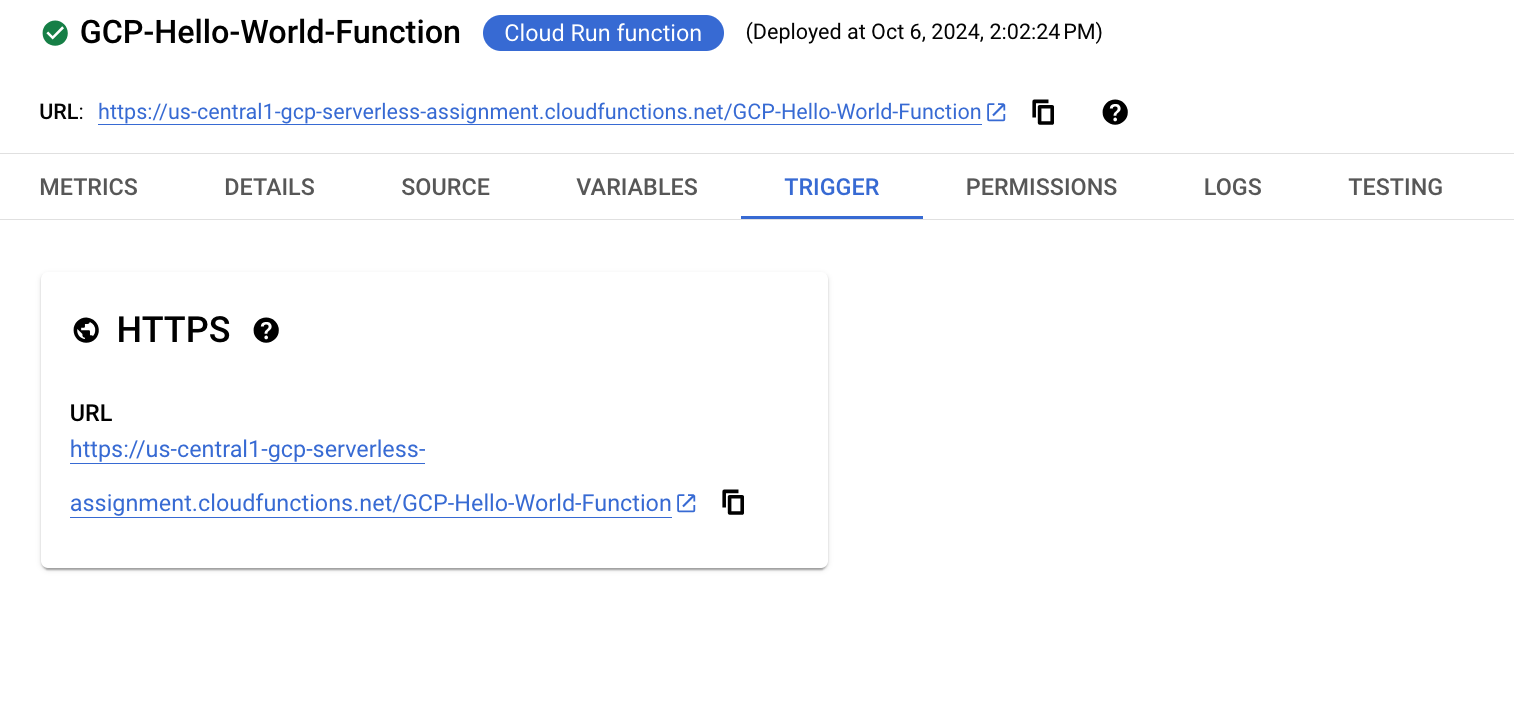 GCP-Hello-World-Function Cloud Run function (Deployed at Oct 6, 2024, 2:02:24 PM)
URL: https://us-central1-gcp-serverless-assignment.cloudfunctions.net/GCP-Hello-World-Function
METRICS DETAILS SOURCE VARIABLES TRIGGER PERMISSIONS LOGS TESTING
HTTPS
URL
https://us-central1-gcp-serverless-
assignment.cloudfunctions.net/GCP-Hello-World-Function